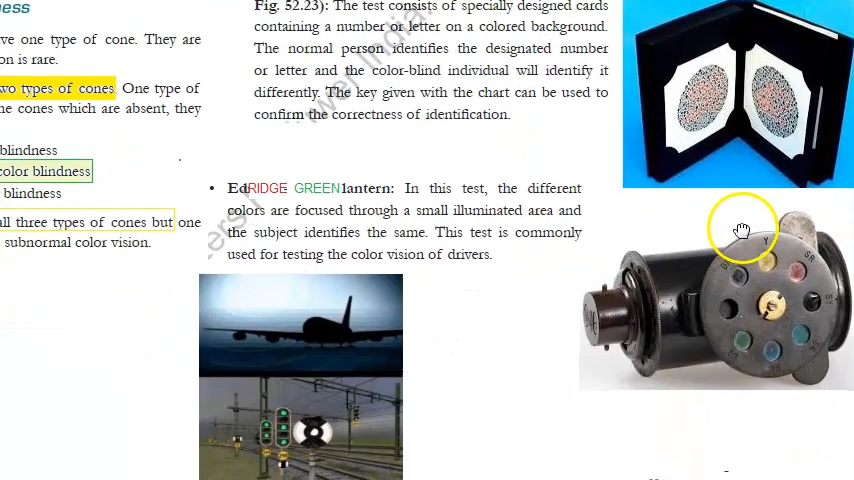 ness
ve one type of cone. They are
on is rare.
wo types of cones. One type of
ne cones which are absent, they
blindness
color blindness
blindness
all three types of cones but one
subnormal color vision.
Fig. 52.23): The test consists of specially designed cards
containing a number or letter on a colored background.
The normal person identifies the designated number
or letter and the color-blind individual will identify it
differently. The key given with the chart can be used to
confirm the correctness of identification.
• EdRIDGE GREENlantern: In this test, the different
colors are focused through a small illuminated area and
the subject identifies the same. This test is commonly
used for testing the color vision of drivers.
Y
SR